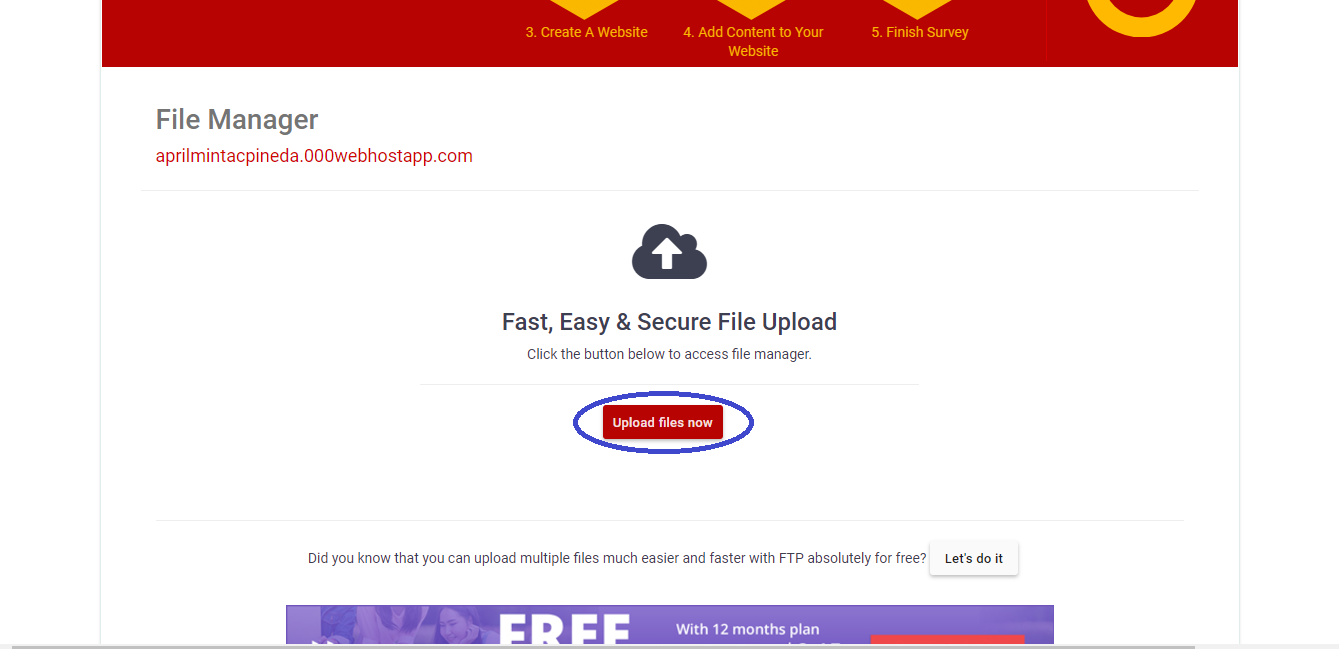 3. Create A Website
4. Add Content to Your
Website
5. Finish Survey
File Manager
aprilmintacpineda.000webhostapp.com
Fast, Easy & Secure File Upload
Click the button below to access file manager.
Upload files now
Did you know that you can upload multiple files much easier and faster with FTP absolutely for free? Let's do it
FREE
With 12 months plan